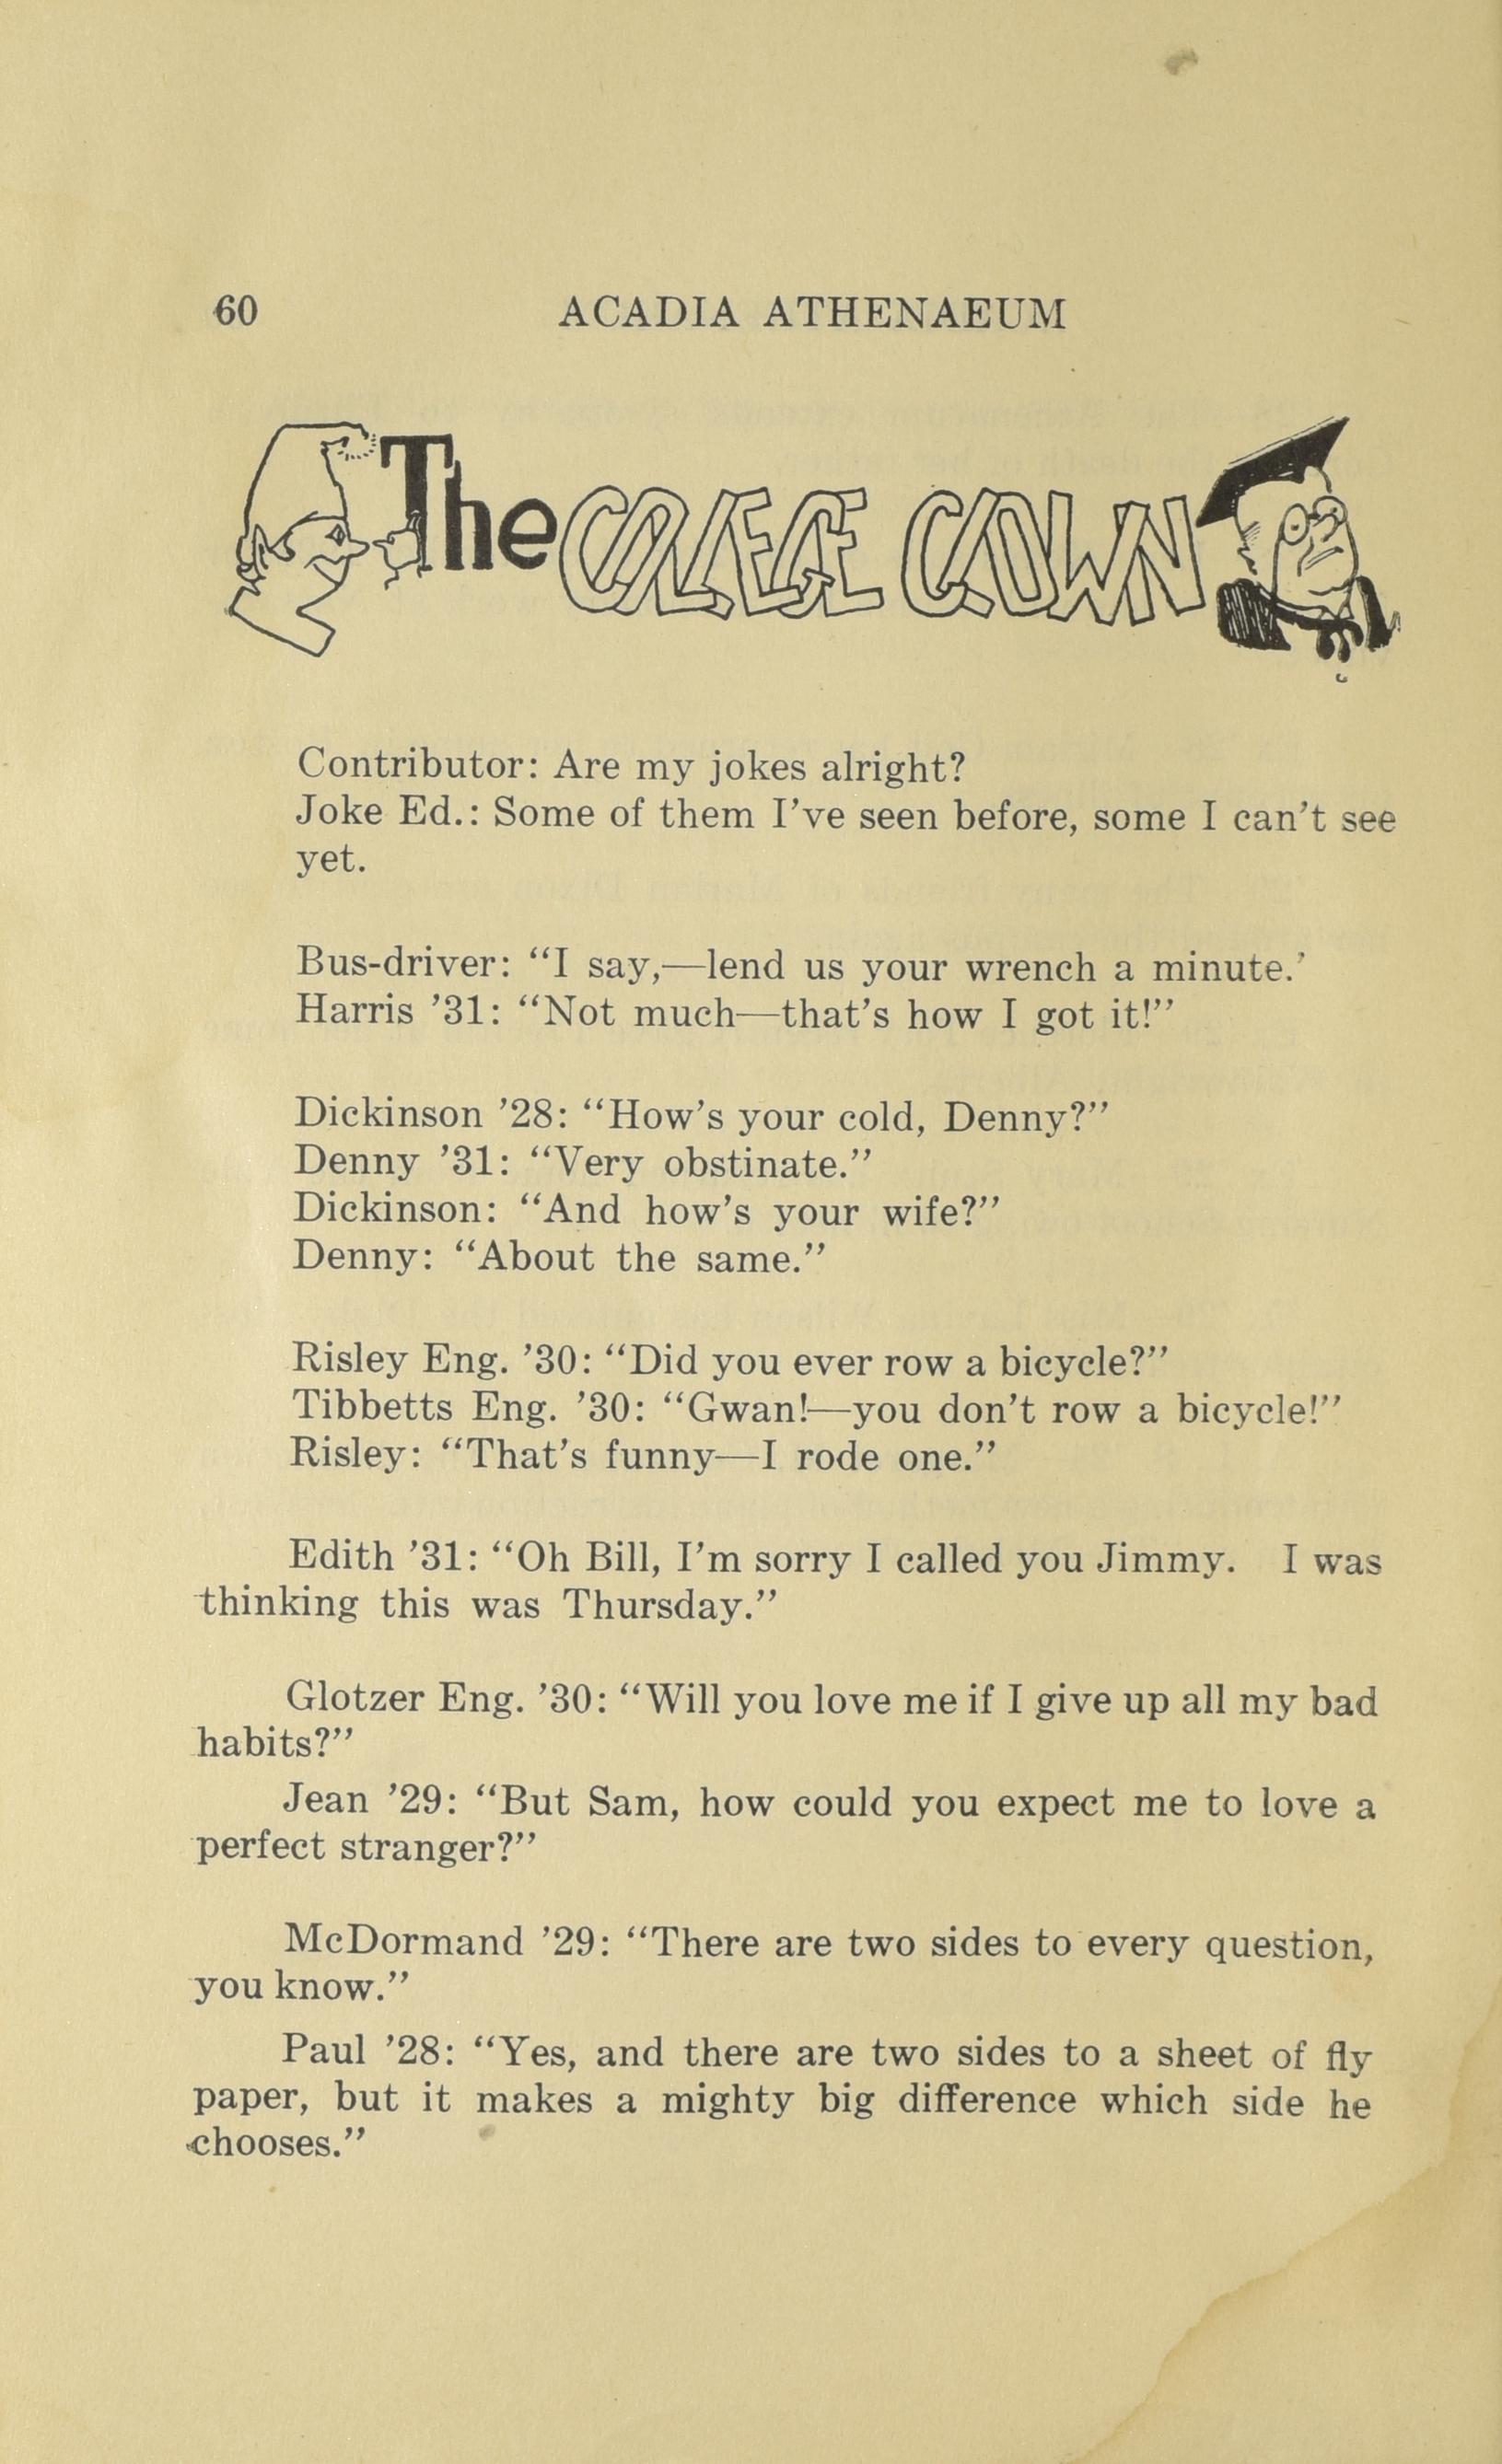 60 ACADIA ATHENAEUM
The COLLEGE CLOWN
Contributor: Are my jokes alright?
Joke Ed.: Some of them I've seen before, some I can't see
yet.
Bus-driver: “I say,—lend us your wrench a minute.’
Harris ’31: “Not much—that's how I got it!”
Dickinson ’28: “How's your cold, Denny?”
Denny ’31: “Very obstinate.”
Dickinson: “And how's your wife?”
Denny: “About the same.”
Risley Eng. ’30: “Did you ever row a bicycle?”
Tibbetts Eng. ’30: “Gwan!—you don't row a bicycle!”
Risley: “That's funny—I rode one.”
Edith ’31: “Oh Bill, I'm sorry I called you Jimmy. I was
thinking this was Thursday.”
Glotzer Eng. ’30: “Will you love me if I give up all my bad
habits?”
Jean ’29: “But Sam, how could you expect me to love a
perfect stranger?”
McDormand ’29: “There are two sides to every question,
you know.”
Paul ’28: “Yes, and there are two sides to a sheet of fly
paper, but it makes a mighty big difference which side he
chooses.”